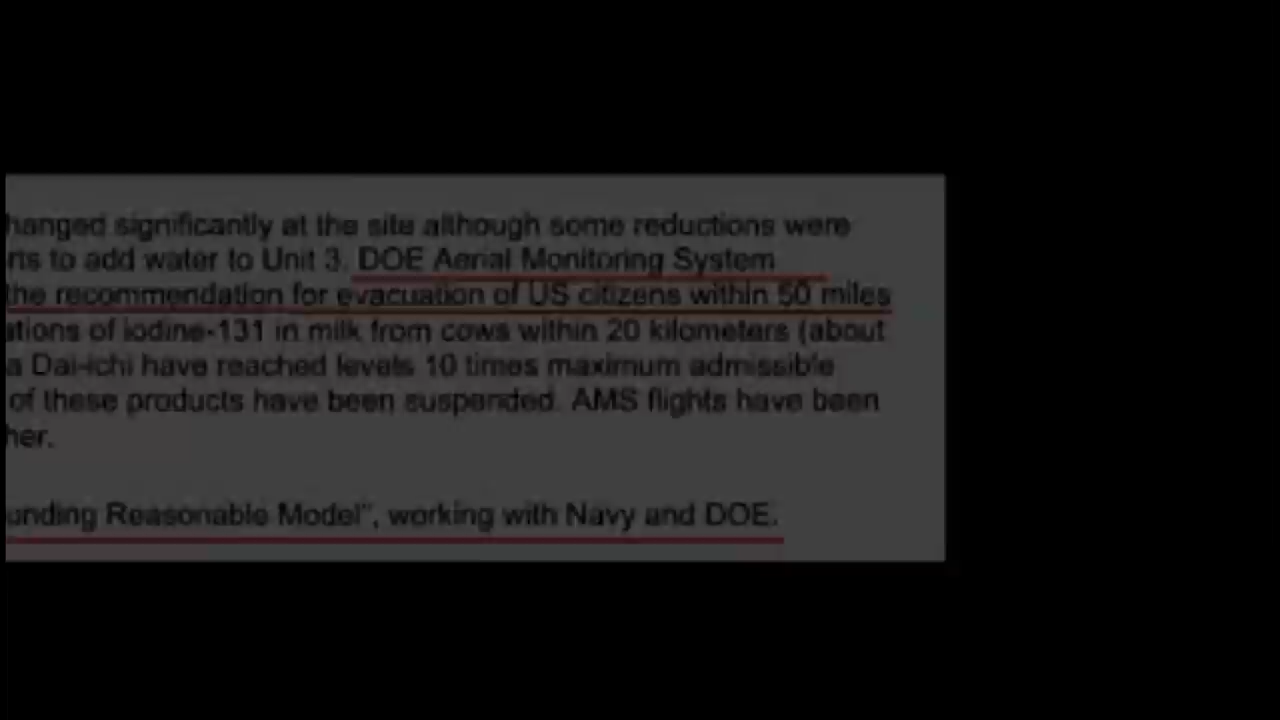 hanged significantly at the site although some reductions were
rts to add water to Unit 3. DOE Aerial Monitoring System
the recommendation for evacuation of US citizens within 50 miles
ations of iodine-131 in milk from cows within 20 kilometers (about
a Dai-ichi have reached levels 10 times maximum admissible
of these products have been suspended. AMS flights have been
her.
unding Reasonable Model", working with Navy and DOE.